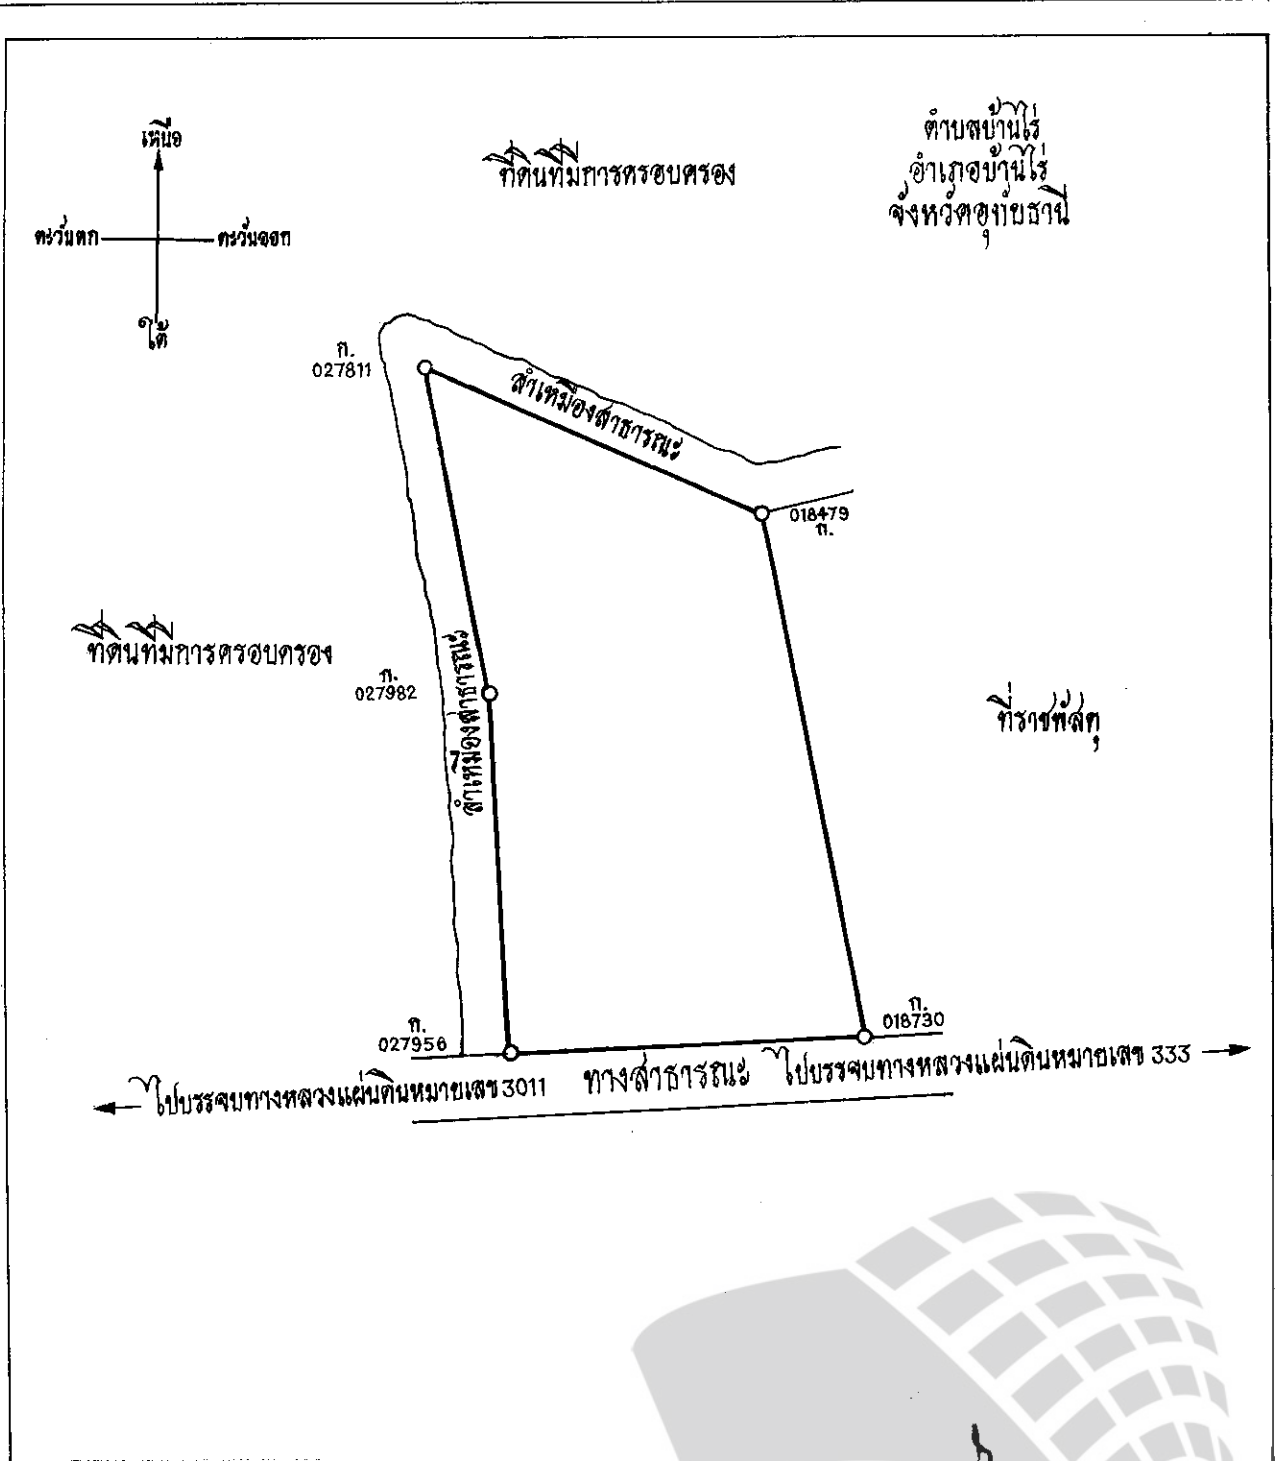 เหนือ
ตะวันตก
ตะวันออก
ใต้
ที่ดินที่มีการครอบครอง
ตำบลบ้านไร่
อำเภอบ้านไร่
จังหวัดอุทัยธานี
ก.
027811
ลำเหมืองสาธารณะ
018479
ก.
ที่ดินที่มีการครอบครอง
ก.
027982
ลำเหมืองสาธารณะ
7
ที่ราชพัสดุ
ก.
027956
ก.
018730
ไปบรรจบทางหลวงแผ่นดินหมายเลข 3011
ทางสาธารณะ
ไปบรรจบทางหลวงแผ่นดินหมายเลข 333